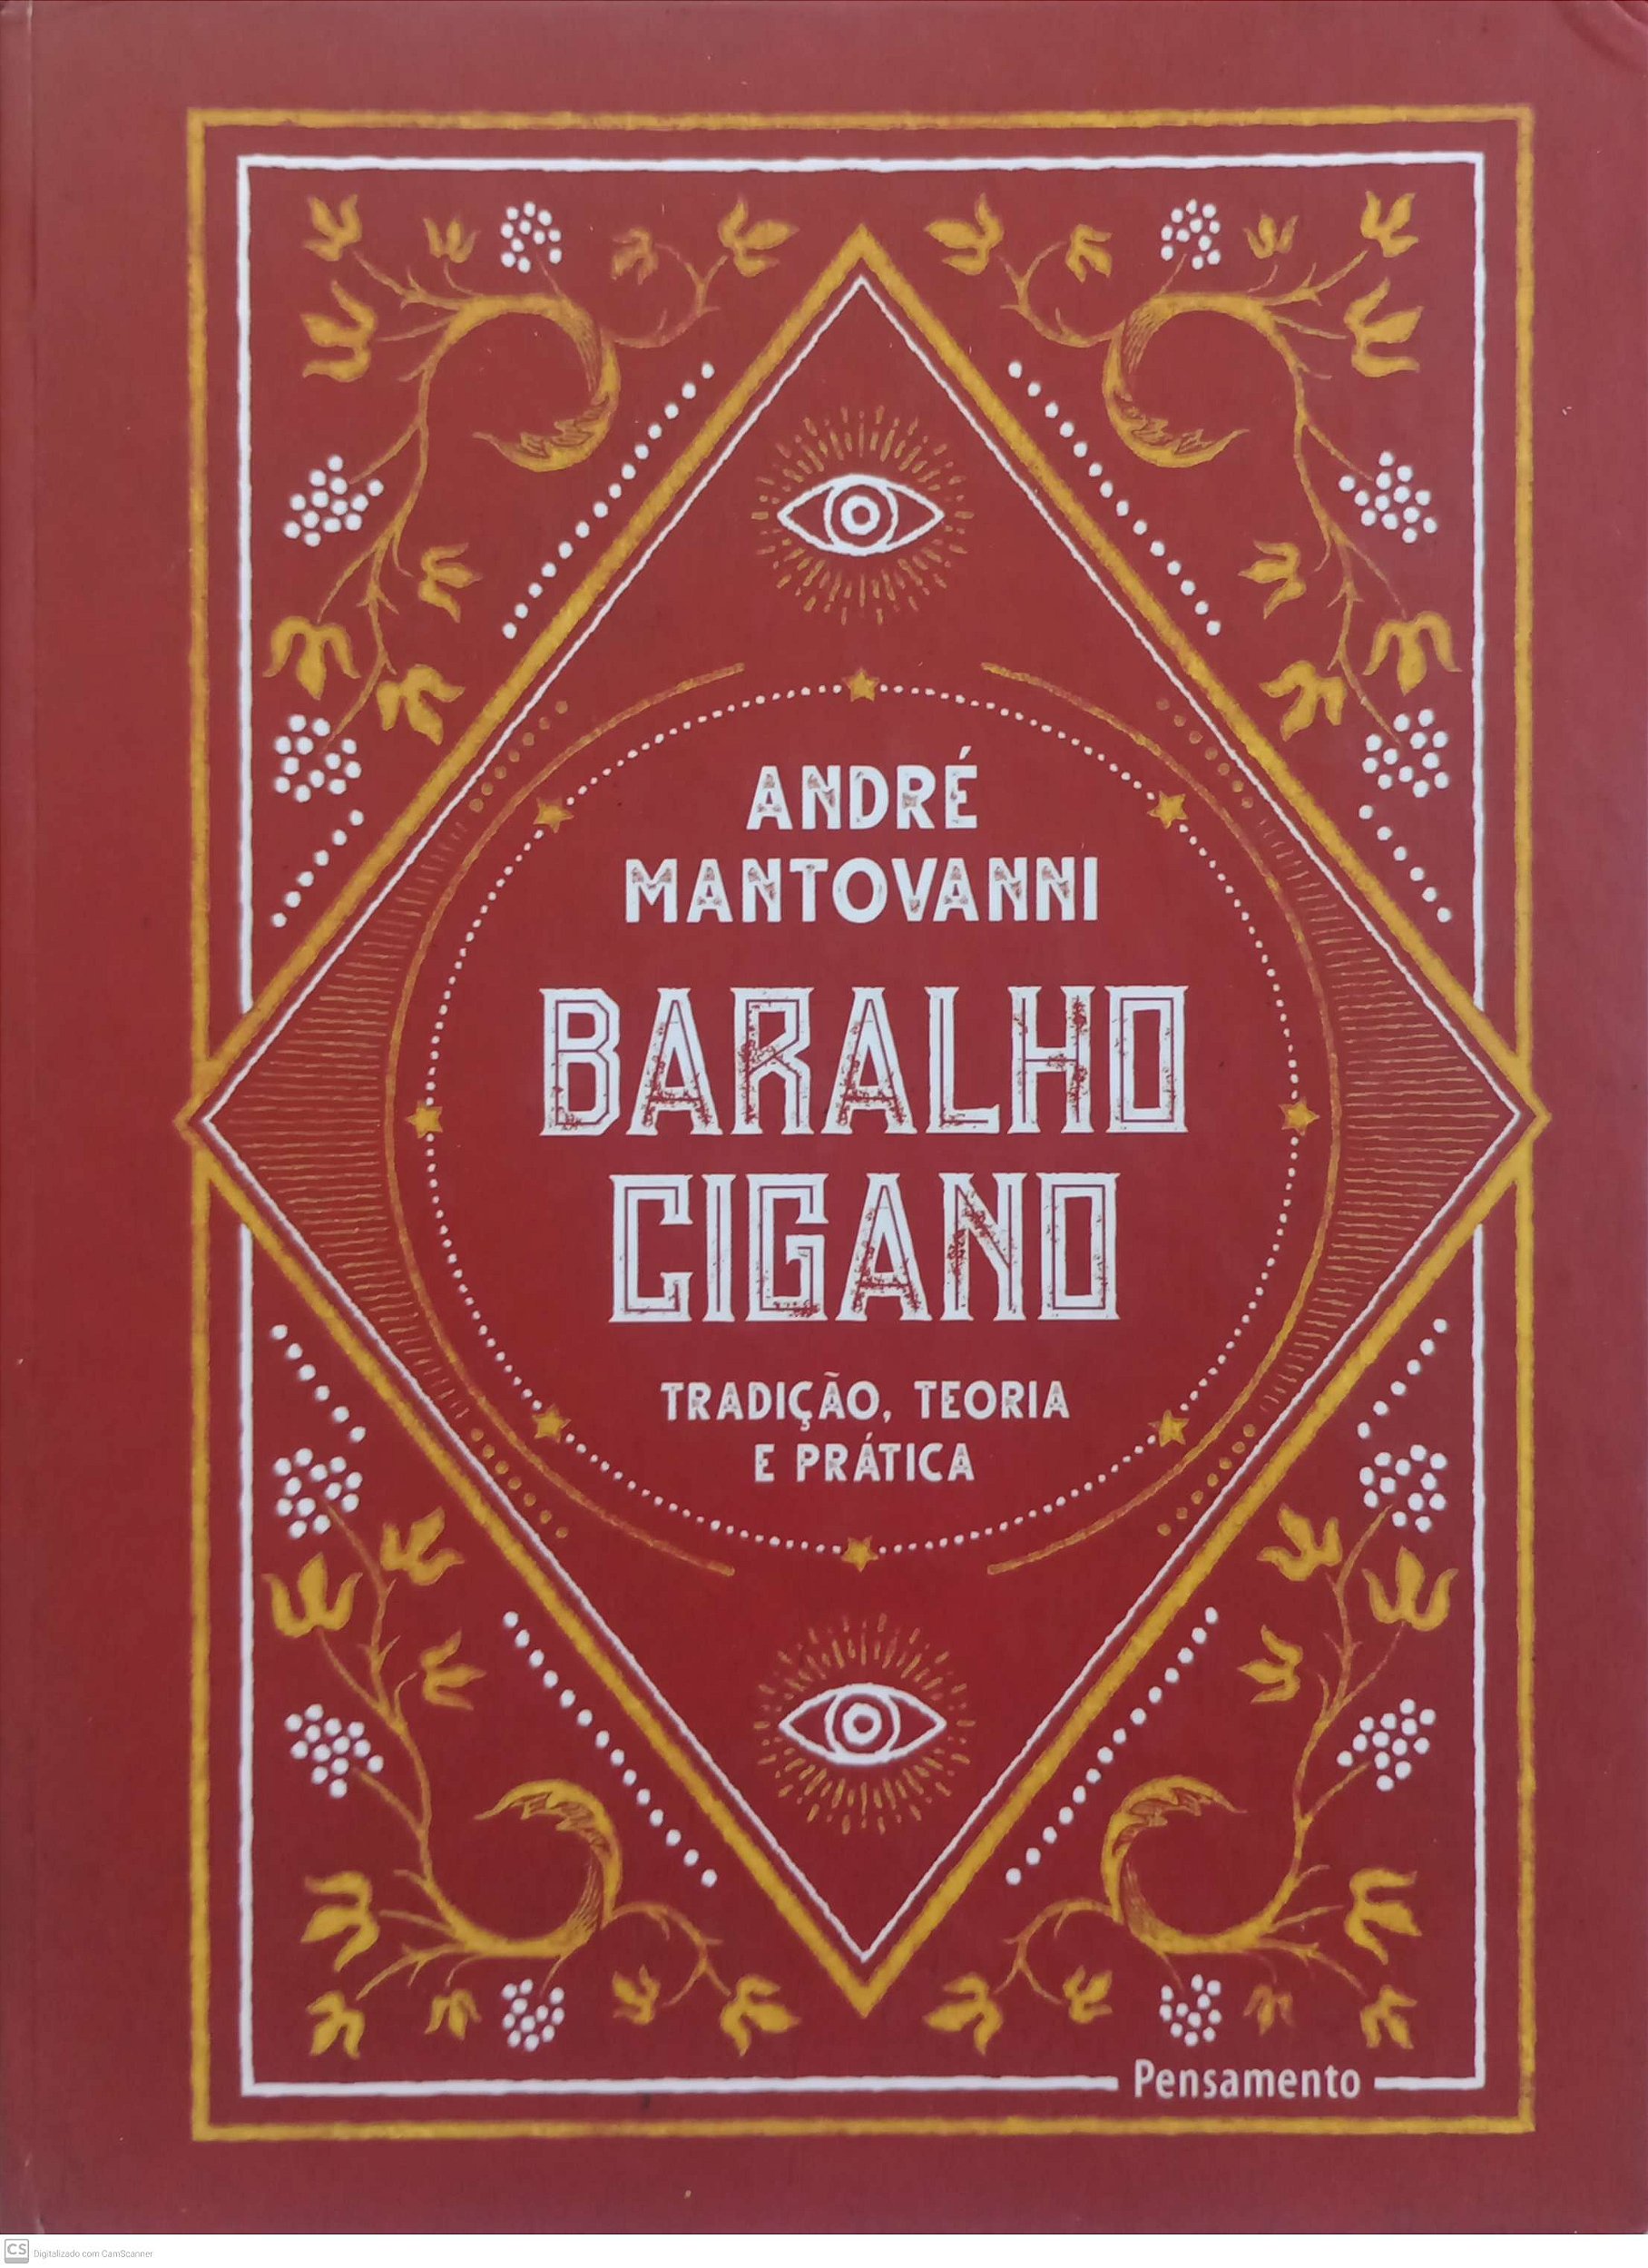 ANDRÉ
MANTOVANNI
BARALHO
CIGANO
TRADIÇÃO, TEORIA
E PRÁTICA
Pensamento
CS Digitalizado com CamScanner